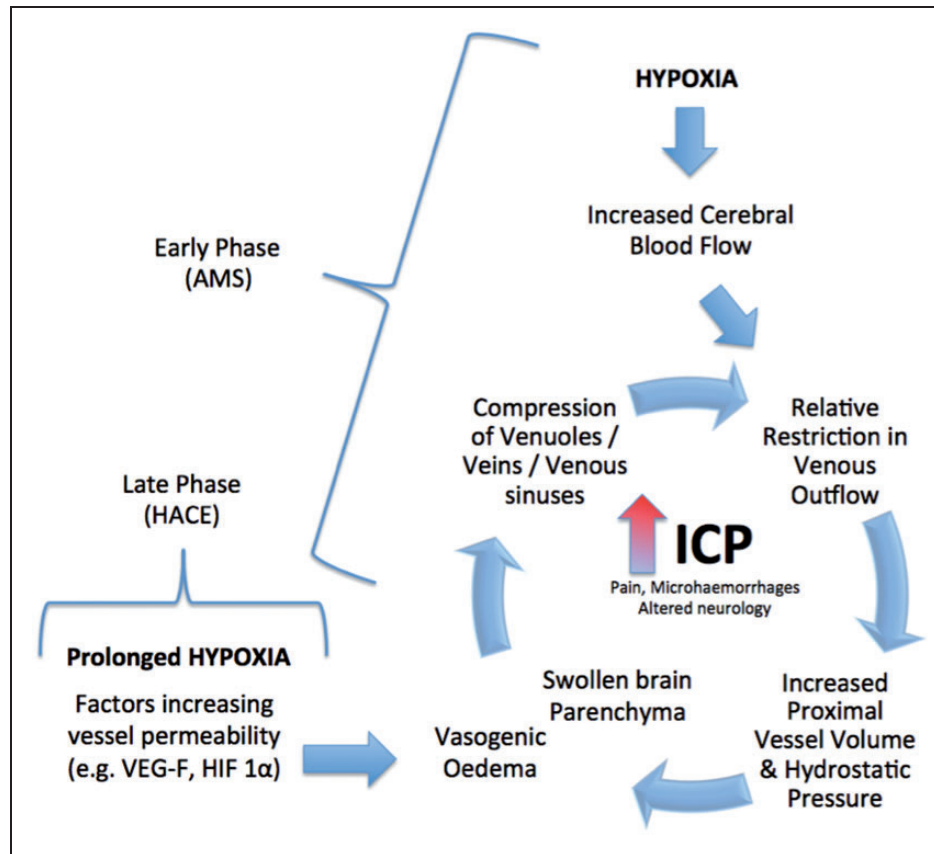 HYPOXIA
Increased Cerebral
Blood Flow
Early Phase
(AMS)
Compression
of Venuoles /
Veins / Venous
sinuses
Relative
Restriction in
Venous
Outflow
Late Phase
(HACE)
ICP
Pain, Microhaemorrhages
Altered neurology
Prolonged HYPOXIA
Factors increasing
vessel permeability
(e.g. VEG-F, HIF 1α)
Swollen brain
Parenchyma
Vasogenic
Oedema
Increased
Proximal
Vessel Volume
& Hydrostatic
Pressure